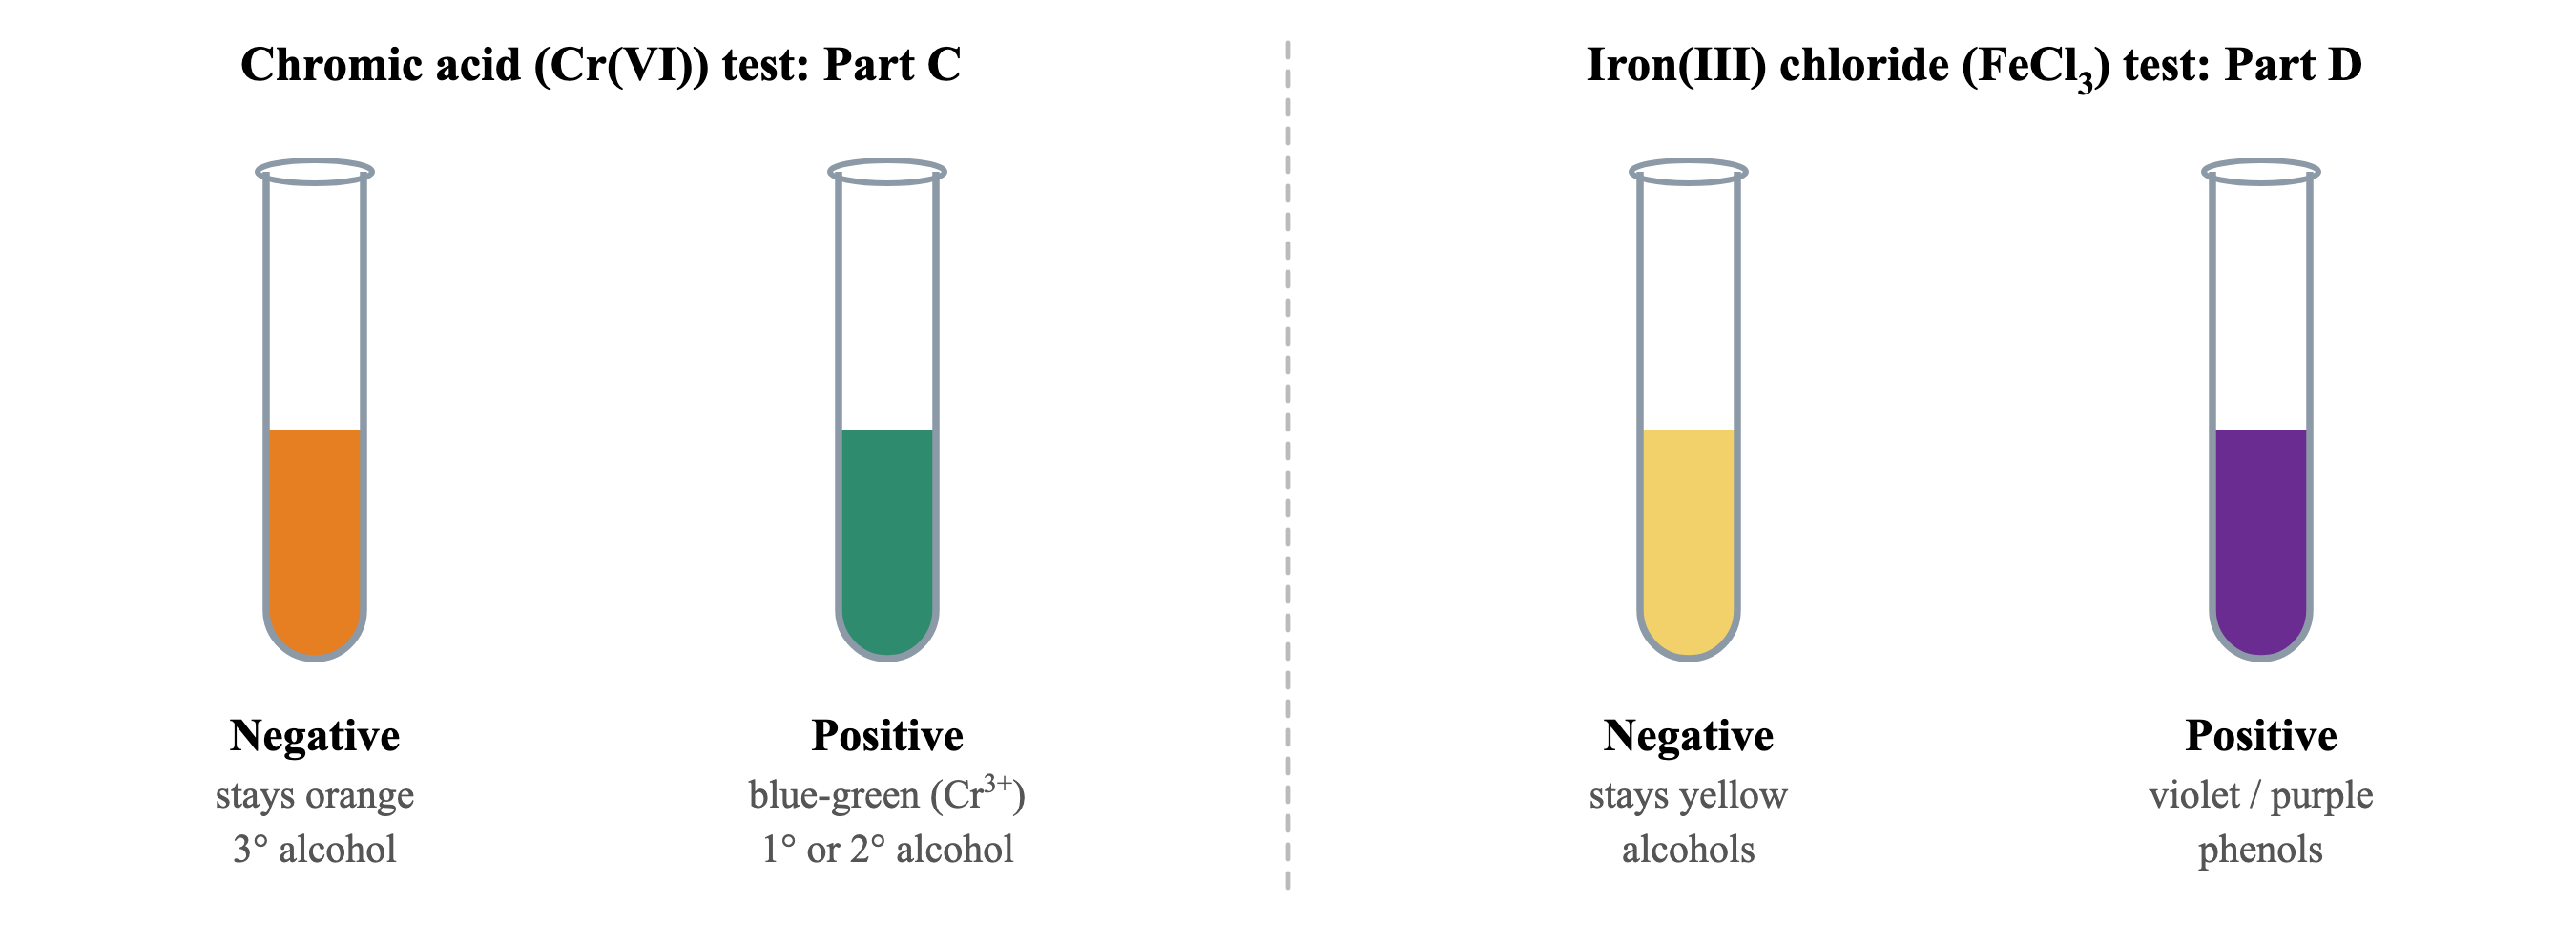 Chromic acid (Cr(VI)) test: Part C
Negative
stays orange
3° alcohol
Positive
blue-green (Cr³⁺)
1° or 2° alcohol
Iron(III) chloride (FeCl₃) test: Part D
Negative
stays yellow
alcohols
Positive
violet / purple
phenols